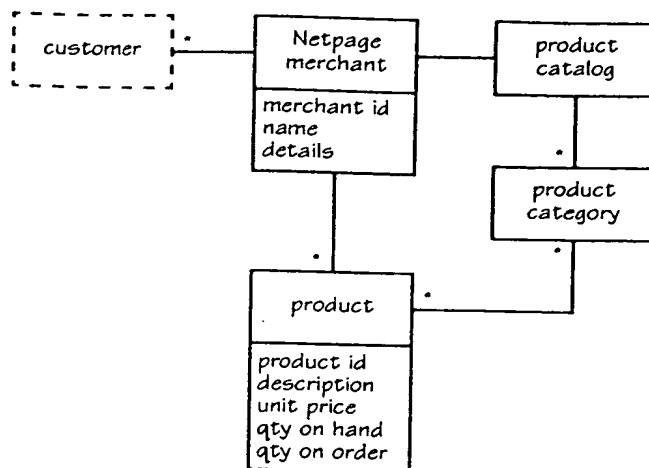 customer
*
Netpage
merchant
merchant id
name
details
product
catalog
*
product
category
*
*
*
product
product id
description
unit price
qty on hand
qty on order